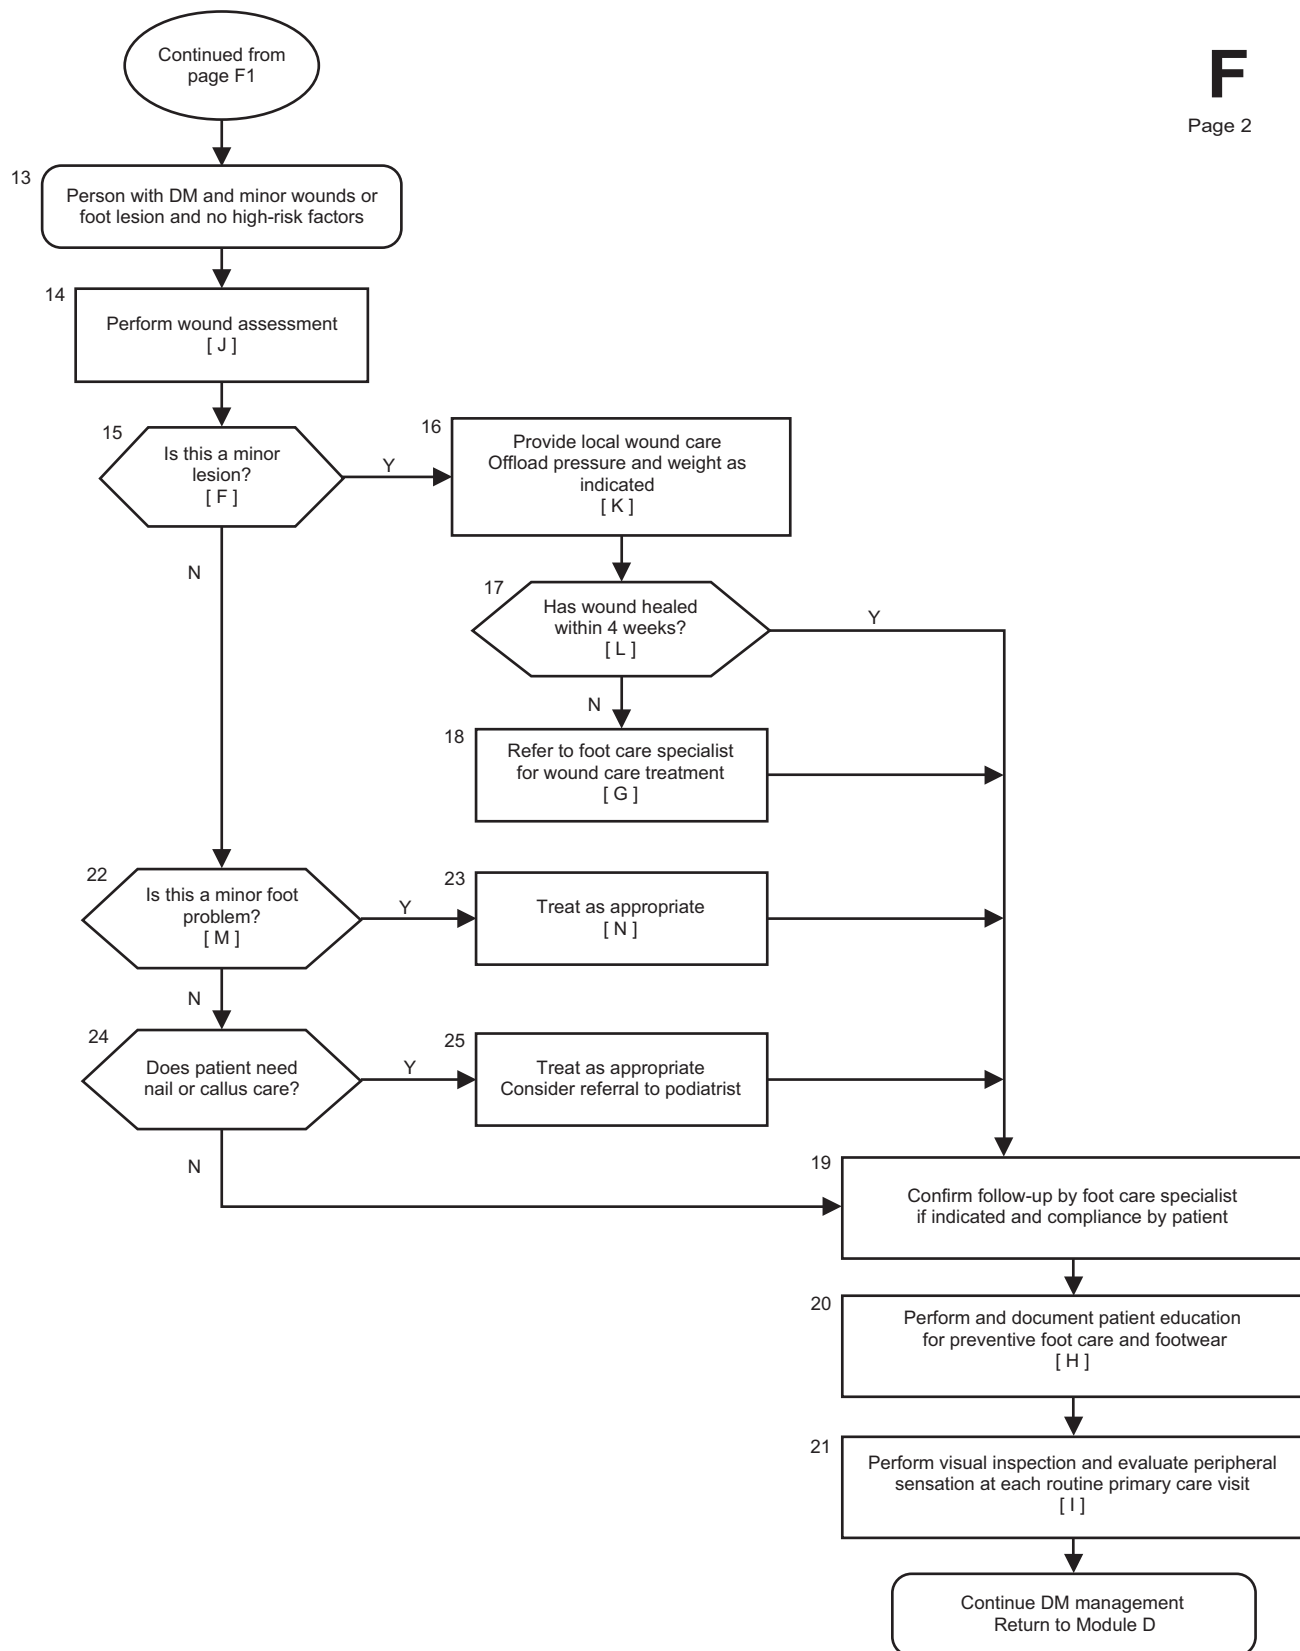 Continued from
page F1
F
Page 2
13
Person with DM and minor wounds or
foot lesion and no high-risk factors
14
Perform wound assessment
[ J ]
15
Is this a minor
lesion?
[ F ]
Y
16
Provide local wound care
Offload pressure and weight as
indicated
[ K ]
N
17
Has wound healed
within 4 weeks?
[ L ]
Y
N
18
Refer to foot care specialist
for wound care treatment
[ G ]
22
Is this a minor foot
problem?
[ M ]
Y
23
Treat as appropriate
[ N ]
N
24
Does patient need
nail or callus care?
Y
25
Treat as appropriate
Consider referral to podiatrist
N
19
Confirm follow-up by foot care specialist
if indicated and compliance by patient
20
Perform and document patient education
for preventive foot care and footwear
[ H ]
21
Perform visual inspection and evaluate peripheral
sensation at each routine primary care visit
[ I ]
Continue DM management
Return to Module D